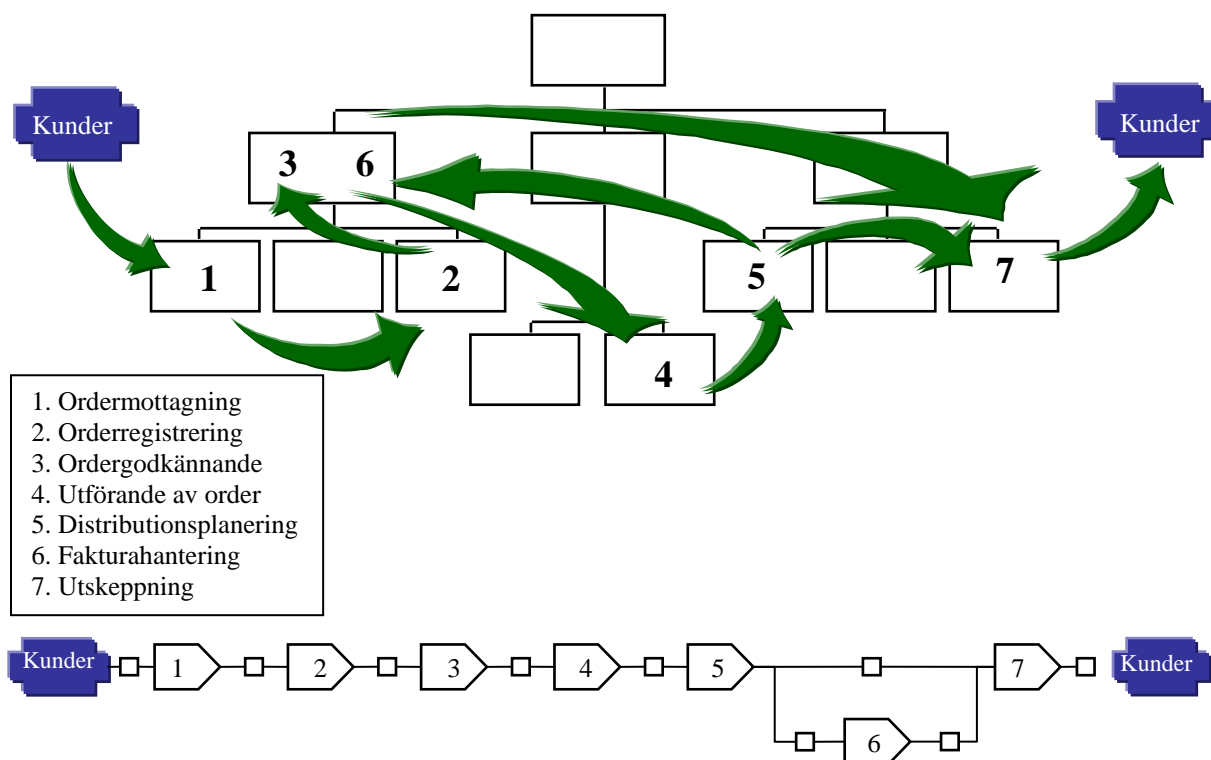 Kunder
Kunder
3 6
1
2
5
7
4
1. Ordermottagning
2. Orderregistrering
3. Ordergodkännande
4. Utförande av order
5. Distributionsplanering
6. Fakturahantering
7. Utskeppning
Kunder 1 2 3 4 5 7 Kunder
6